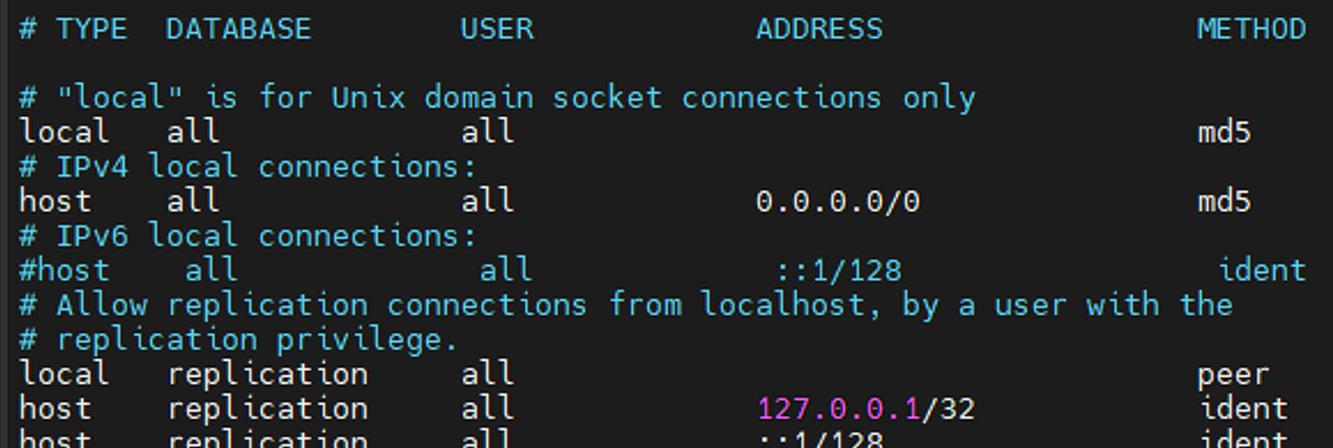 # TYPE  DATABASE        USER            ADDRESS                 METHOD
# "local" is for Unix domain socket connections only
local   all             all                                     md5
# IPv4 local connections:
host    all             all             0.0.0.0/0               md5
# IPv6 local connections:
#host    all             all             ::1/128                 ident
# Allow replication connections from localhost, by a user with the
# replication privilege.
local   replication     all                                     peer
host    replication     all             127.0.0.1/32            ident
host    replication     all             ::1/128                 ident